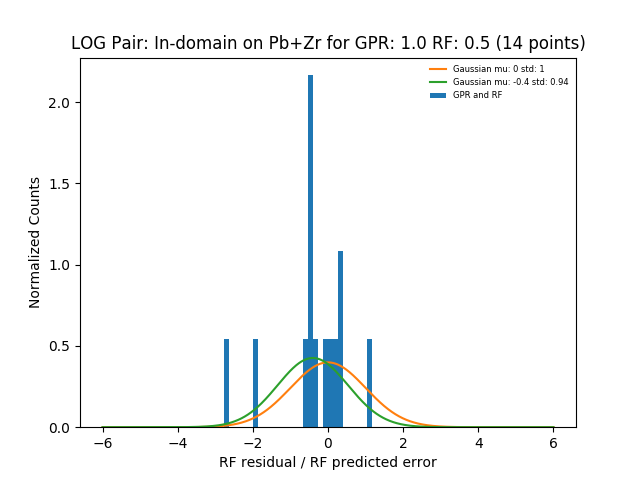 LOG Pair: In-domain on Pb+Zr for GPR: 1.0 RF: 0.5 (14 points)
Gaussian mu: 0 std: 1
Gaussian mu: -0.4 std: 0.94
GPR and RF
Normalized Counts
2.0
1.5
1.0
0.5
0.0
−6 −4 −2 0 2 4 6
RF residual / RF predicted error